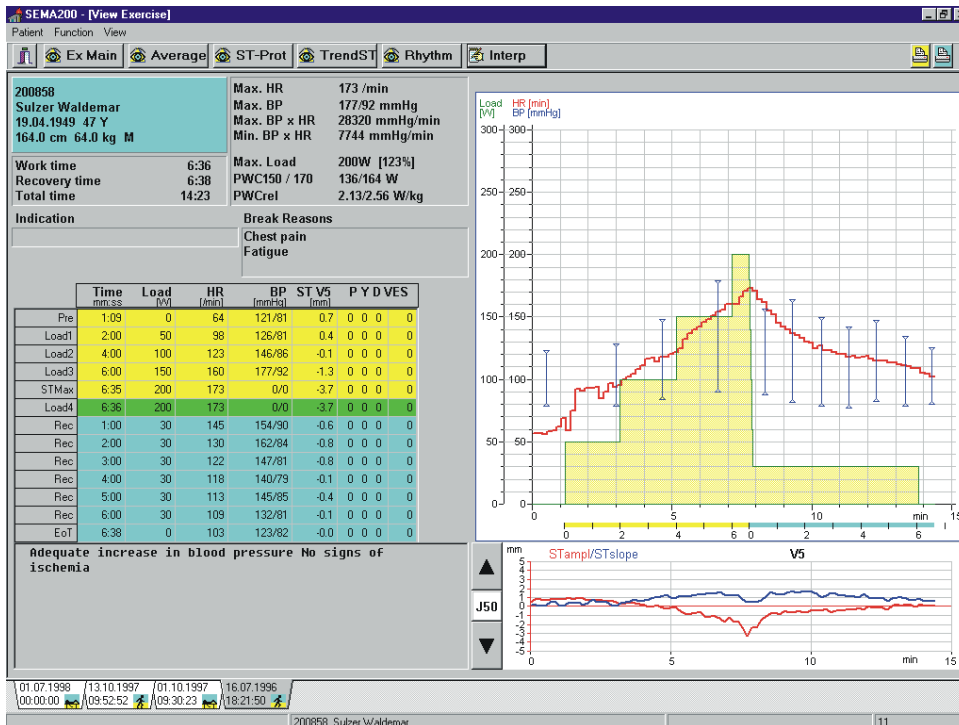 SEMA200 - [View Exercise]
Patient Function View
Ex Main Average ST-Prot TrendST Rhythm Interp
200858
Sulzer Waldemar
19.04.1949 47 Y
164.0 cm 64.0 kg M
Work time 6:36
Recovery time 6:38
Total time 14:23
Max. HR 173 /min
Max. BP 177/92 mmHg
Max. BP x HR 28320 mmHg/min
Min. BP x HR 7744 mmHg/min
Max. Load 200W [123%]
PWC150 / 170 136/164 W
PWCrel 2.13/2.56 W/kg
Indication
Break Reasons
Chest pain
Fatigue
Time Load HR BP ST V5 P Y D VES
mm:ss [W] [/min] [mmHg] [mm]
Pre 1:09 0 64 121/81 0.7 0 0 0 0
Load1 2:00 50 98 126/81 0.4 0 0 0 0
Load2 4:00 100 123 146/86 -0.1 0 0 0 0
Load3 6:00 150 160 177/92 -1.3 0 0 0 0
STMax 6:35 200 173 0/0 -3.7 0 0 0 0
Load4 6:36 200 173 0/0 -3.7 0 0 0 0
Rec 1:00 30 145 154/90 -0.6 0 0 0 0
Rec 2:00 30 130 162/84 -0.8 0 0 0 0
Rec 3:00 30 122 147/81 -0.8 0 0 0 0
Rec 4:00 30 118 140/79 -0.1 0 0 0 0
Rec 5:00 30 113 145/85 -0.4 0 0 0 0
Rec 6:00 30 109 132/81 -0.1 0 0 0 0
EoT 6:38 0 103 123/82 -0.0 0 0 0 0
Adequate increase in blood pressure No signs of
ischemia
Load HR [min]
[W] BP [mmHg]
300 300
250 250
200 200
150 150
100 100
50 50
0 0
0 5 10 min 15
0 2 4 6 0 2 4 6
J50
mm STampl/STslope V5
5
4
3
2
1
0
-1
-2
-3
-4
-5
0 5 10 min 15
01.07.1998 13.10.1997 01.10.1997 16.07.1996
00:00:00 09:52:52 09:30:23 18:21:50
200858 Sulzer Waldemar 11